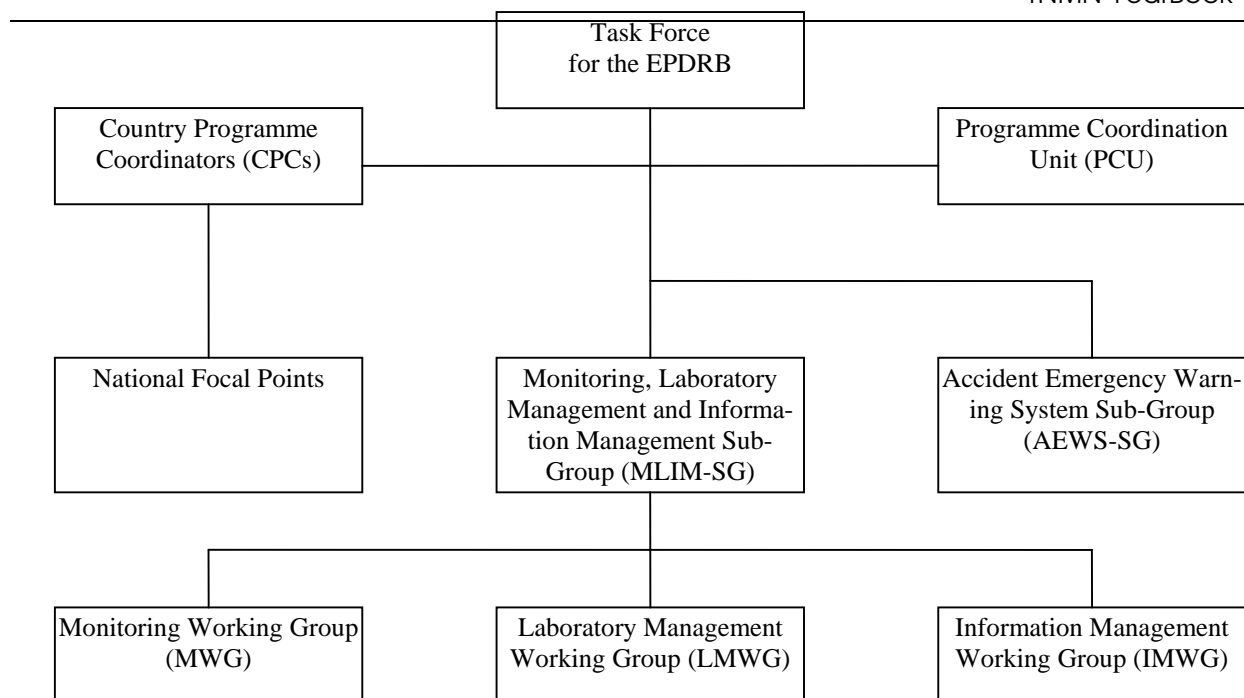 Task Force
for the EPDRB
Country Programme
Coordinators (CPCs)
Programme Coordination
Unit (PCU)
National Focal Points
Monitoring, Laboratory
Management and Informa-
tion Management Sub-
Group (MLIM-SG)
Accident Emergency Warn-
ing System Sub-Group
(AEWS-SG)
Monitoring Working Group
(MWG)
Laboratory Management
Working Group (LMWG)
Information Management
Working Group (IMWG)